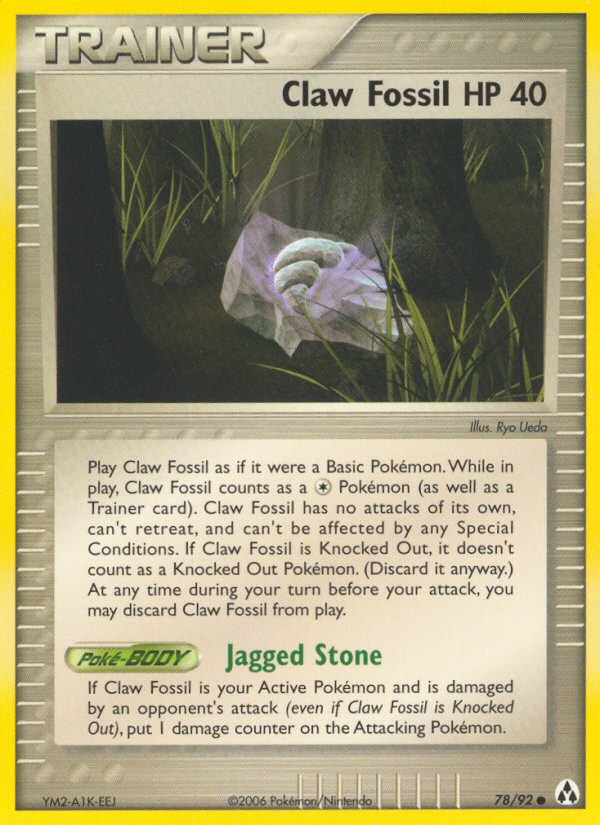 TRAINER
Claw Fossil HP 40
Illus. Ryo Ueda
Play Claw Fossil as if it were a Basic Pokémon. While in
play, Claw Fossil counts as a Pokémon (as well as a
Trainer card). Claw Fossil has no attacks of its own,
can't retreat, and can't be affected by any Special
Conditions. If Claw Fossil is Knocked Out, it doesn't
count as a Knocked Out Pokémon. (Discard it anyway.)
At any time during your turn before your attack, you
may discard Claw Fossil from play.
Poké-BODY Jagged Stone
If Claw Fossil is your Active Pokémon and is damaged
by an opponent's attack (even if Claw Fossil is Knocked
Out), put 1 damage counter on the Attacking Pokémon.
YM2-A1K-EEJ ©2006 Pokémon/Nintendo 78/92